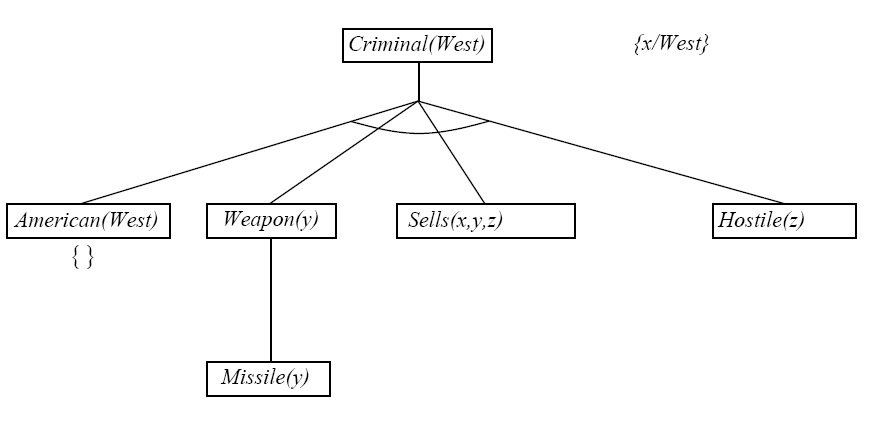 Criminal(West)
{x/West}
American(West)
Weapon(y)
Sells(x,y,z)
Hostile(z)
{ }
Missile(y)